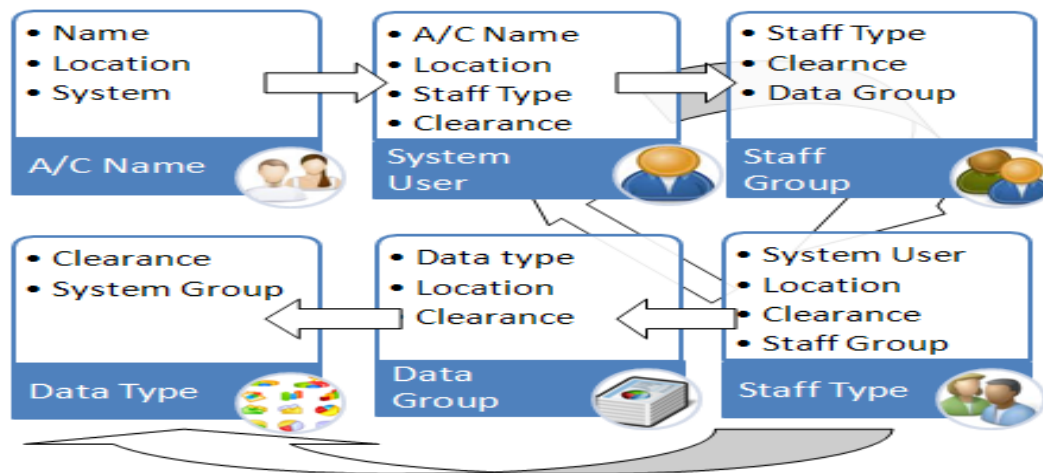 • Name
• Location
• System
A/C Name
• A/C Name
• Location
• Staff Type
• Clearance
System
User
• Staff Type
• Clearnce
• Data Group
Staff
Group
• Clearance
• System Group
Data Type
• Data type
• Location
• Clearance
Data
Group
• System User
• Location
• Clearance
• Staff Group
Staff Type